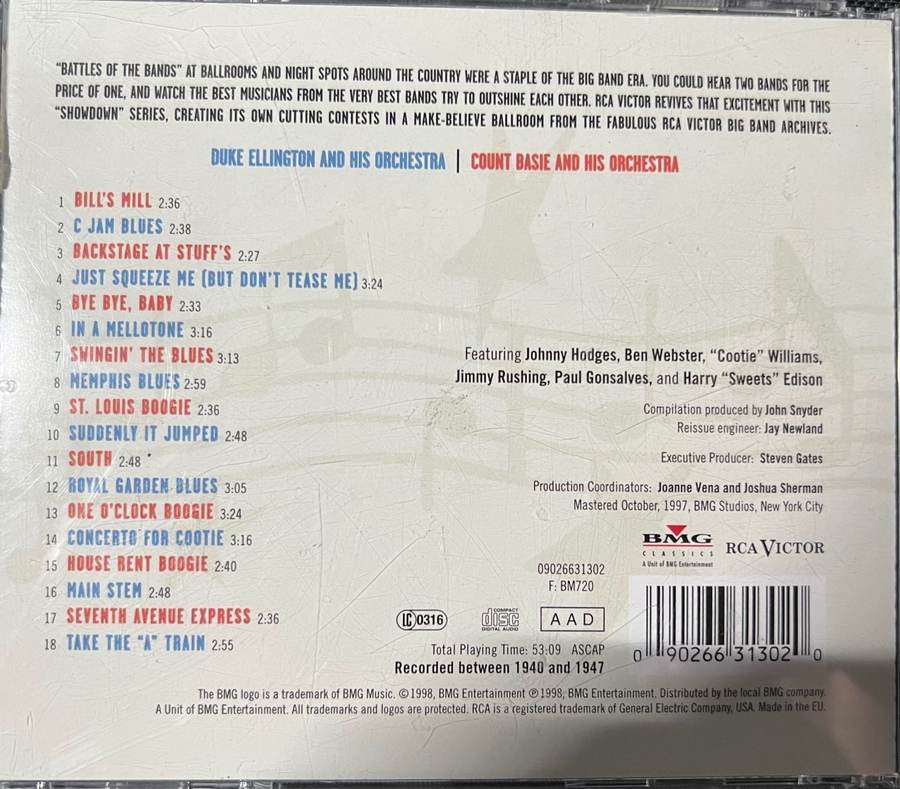 "BATTLES OF THE BANDS" AT BALLROOMS AND NIGHT SPOTS AROUND THE COUNTRY WERE A STAPLE OF THE BIG BAND ERA. YOU COULD HEAR TWO BANDS FOR THE
PRICE OF ONE, AND WATCH THE BEST MUSICIANS FROM THE VERY BEST BANDS TRY TO OUTSHINE EACH OTHER. RCA VICTOR REVIVES THAT EXCITEMENT WITH THIS
"SHOWDOWN" SERIES, CREATING ITS OWN CUTTING CONTESTS IN A MAKE-BELIEVE BALLROOM FROM THE FABULOUS RCA VICTOR BIG BAND ARCHIVES.
DUKE ELLINGTON AND HIS ORCHESTRA | COUNT BASIE AND HIS ORCHESTRA
1 BILL'S MILL 2:36
2 C JAM BLUES 2:38
3 BACKSTAGE AT STUFF'S 2:27
4 JUST SQUEEZE ME (BUT DON'T TEASE ME) 3:24
5 BYE BYE, BABY 2:33
6 IN A MELLOTONE 3:16
7 SWINGIN' THE BLUES 3:13
8 MEMPHIS BLUES 2:59
9 ST. LOUIS BOOGIE 2:36
10 SUDDENLY IT JUMPED 2:48
11 SOUTH 2:48
12 ROYAL GARDEN BLUES 3:05
13 ONE O'CLOCK BOOGIE 3:24
14 CONCERTO FOR COOTIE 3:16
15 HOUSE RENT BOOGIE 2:40
16 MAIN STEM 2:48
17 SEVENTH AVENUE EXPRESS 2:36
18 TAKE THE "A" TRAIN 2:55
Featuring Johnny Hodges, Ben Webster, "Cootie" Williams,
Jimmy Rushing, Paul Gonsalves, and Harry "Sweets" Edison
Compilation produced by John Snyder
Reissue engineer: Jay Newland
Executive Producer: Steven Gates
Production Coordinators: Joanne Vena and Joshua Sherman
Mastered October, 1997, BMG Studios, New York City
BMG
CLASSICS
A Unit of BMG Entertainment
RCA VICTOR
09026631302
F: BM720
LC 0316
COMPACT
disc
DIGITAL AUDIO
AAD
Total Playing Time: 53:09 ASCAP
Recorded between 1940 and 1947
0 90266 31302 0
The BMG logo is a trademark of BMG Music. ©1998, BMG Entertainment ℗1998, BMG Entertainment. Distributed by the local BMG company.
A Unit of BMG Entertainment. All trademarks and logos are protected. RCA is a registered trademark of General Electric Company, USA. Made in the EU.